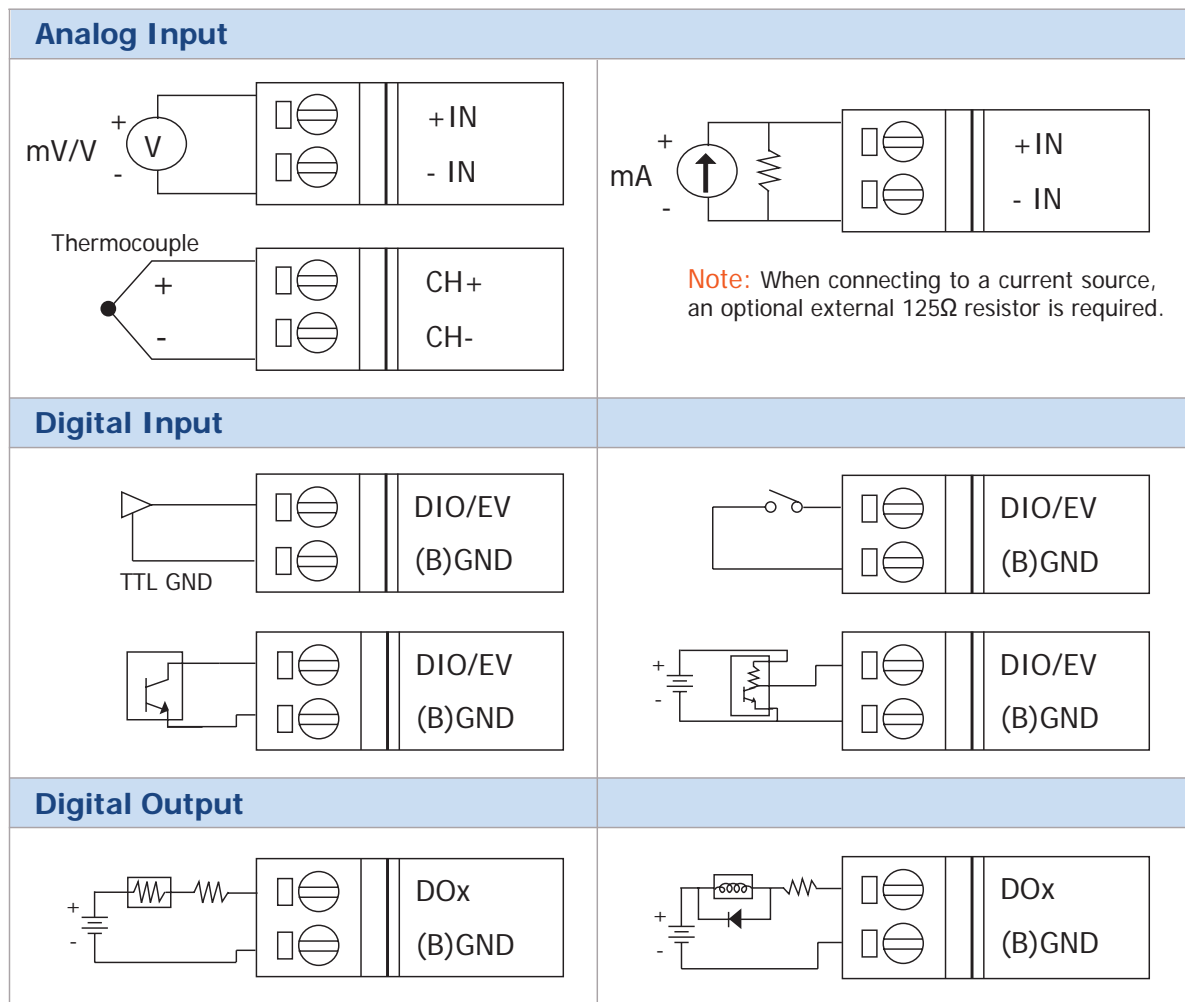 Analog Input
mV/V
+
-
V
+IN
- IN
mA
+
-
+IN
- IN
Thermocouple
+
-
CH+
CH-
Note: When connecting to a current source,
an optional external 125Ω resistor is required.
Digital Input
TTL GND
DIO/EV
(B)GND
DIO/EV
(B)GND
DIO/EV
(B)GND
+
-
DIO/EV
(B)GND
Digital Output
+
-
DOx
(B)GND
+
-
DOx
(B)GND